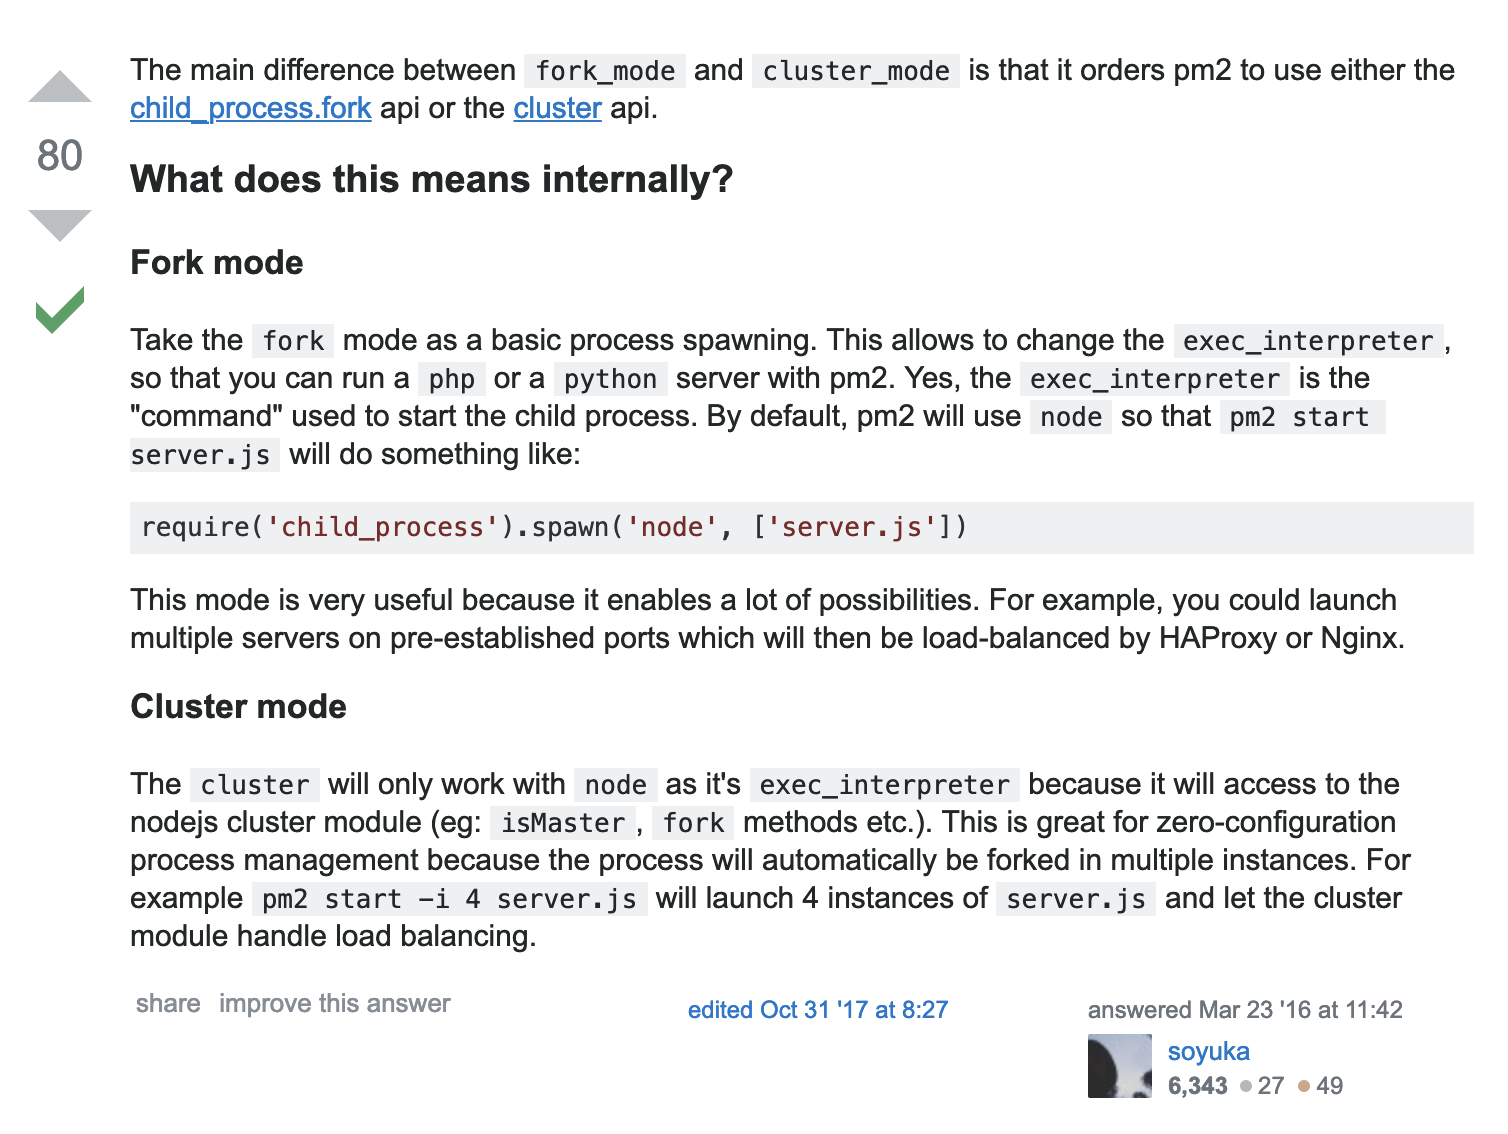 The main difference between fork_mode and cluster_mode is that it orders pm2 to use either the
child_process.fork api or the cluster api.
80
What does this means internally?
Fork mode
Take the fork mode as a basic process spawning. This allows to change the exec_interpreter,
so that you can run a php or a python server with pm2. Yes, the exec_interpreter is the
"command" used to start the child process. By default, pm2 will use node so that pm2 start
server.js will do something like:
require('child_process').spawn('node', ['server.js'])
This mode is very useful because it enables a lot of possibilities. For example, you could launch
multiple servers on pre-established ports which will then be load-balanced by HAProxy or Nginx.
Cluster mode
The cluster will only work with node as it's exec_interpreter because it will access to the
nodejs cluster module (eg: isMaster, fork methods etc.). This is great for zero-configuration
process management because the process will automatically be forked in multiple instances. For
example pm2 start -i 4 server.js will launch 4 instances of server.js and let the cluster
module handle load balancing.
share improve this answer
edited Oct 31 '17 at 8:27
answered Mar 23 '16 at 11:42
soyuka
6,343 ● 27 ● 49